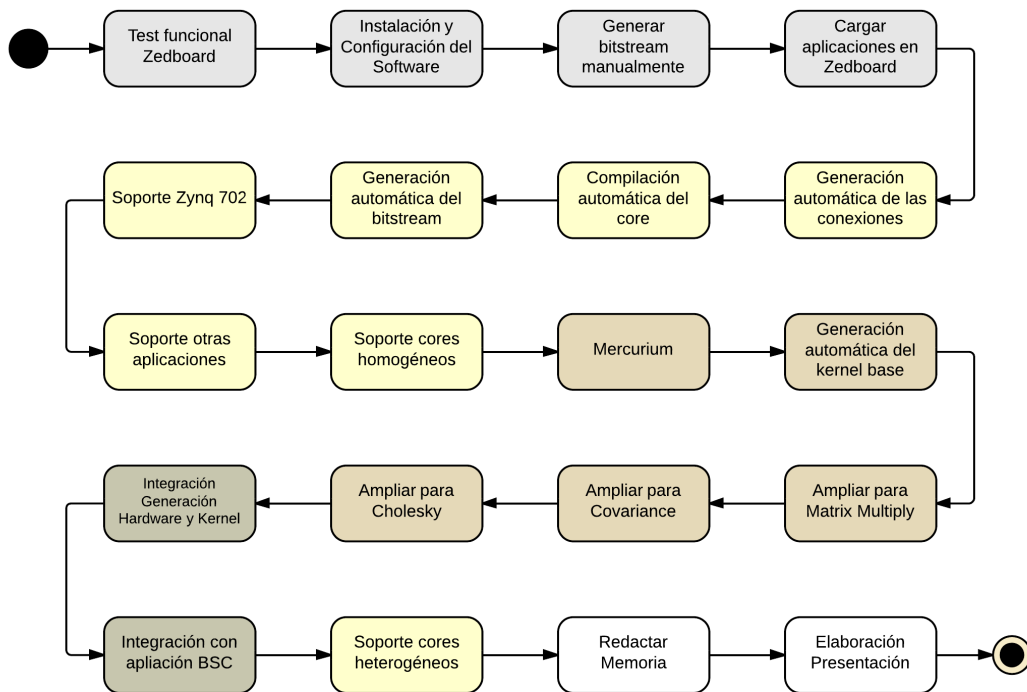 Test funcional
Zedboard
Instalación y
Configuración del
Software
Generar
bitstream
manualmente
Cargar
aplicaciones en
Zedboard
Soporte Zynq 702
Generación
automática del
bitstream
Compilación
automática del
core
Generación
automática de las
conexiones
Soporte otras
aplicaciones
Soporte cores
homogéneos
Mercurium
Generación
automática del
kernel base
Integración
Generación
Hardware y Kernel
Ampliar para
Cholesky
Ampliar para
Covariance
Ampliar para
Matrix Multiply
Integración con
apliación BSC
Soporte cores
heterogéneos
Redactar
Memoria
Elaboración
Presentación